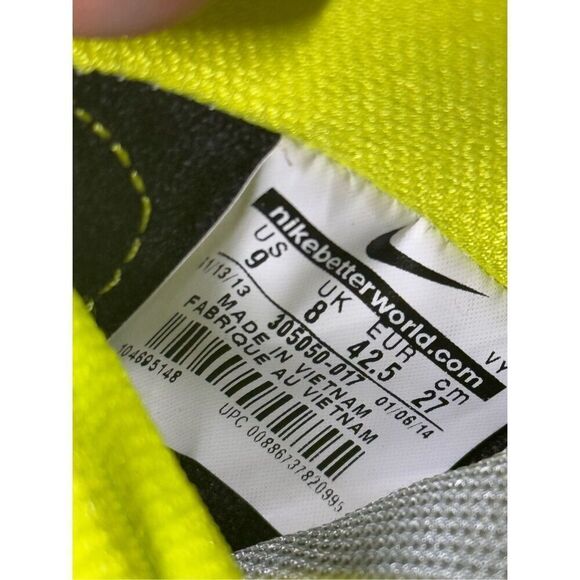 nikebetterworld.com
US UK EUR cm
9 8 42.5 27
VY
11/13/13 305050-017 01/06/14
MADE IN VIETNAM
FABRIQUE AU VIETNAM
104695148
UPC 00886737820995